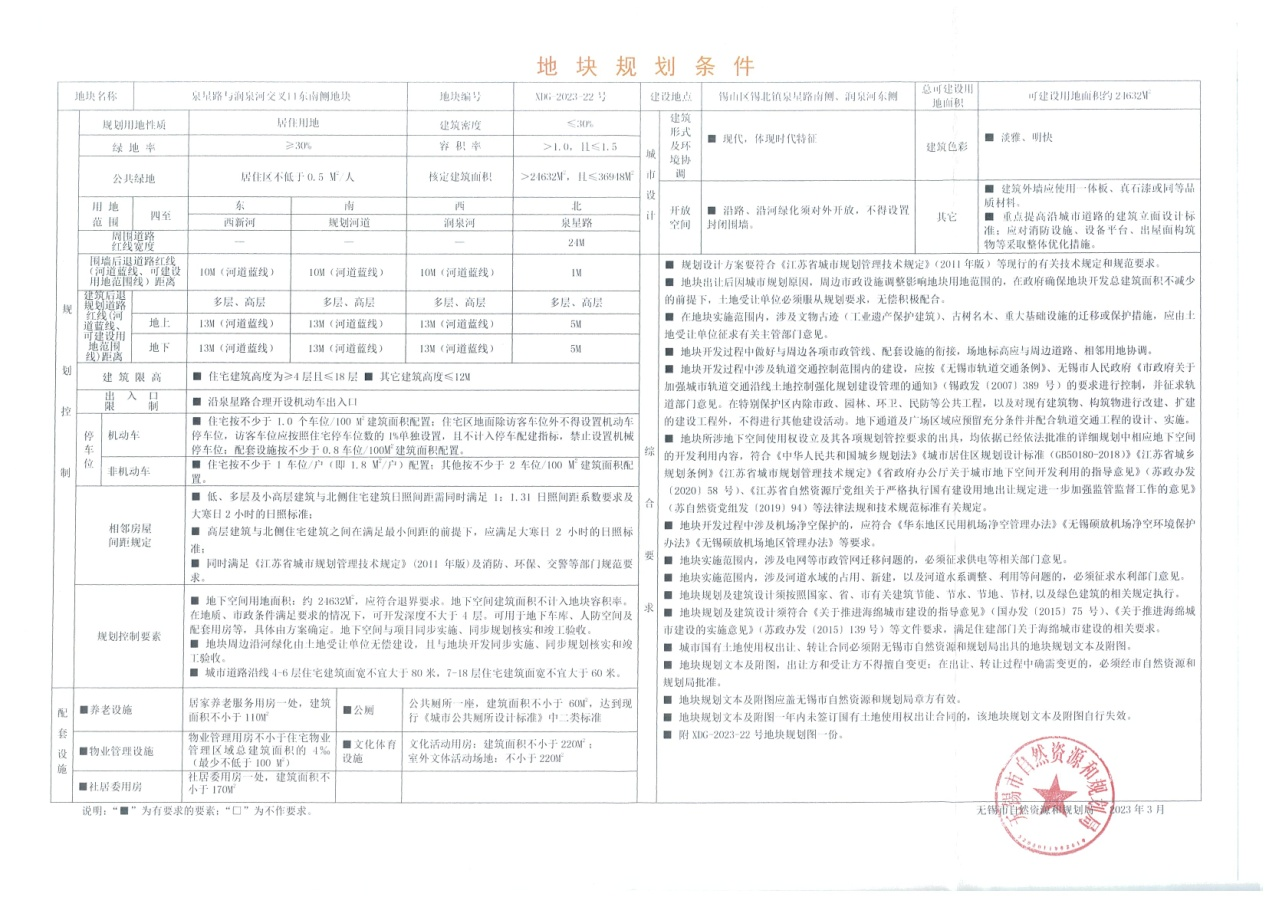 地块规划条件
地块名称 泉星路与润泉河交叉口东南侧地块 地块编号 XDG-2023-22号 建设地点 锡山区锡北镇泉星路南侧、润泉河东侧 总可建设用地面积 可建设用地面积约24632M²
规划控制
规划用地性质 居住用地 建筑密度 ≤30%
绿地率 ≥30% 容积率 >1.0,且≤1.5
公共绿地 居住区不低于0.5 M²/人 核定建筑面积 >24632M²,且≤36948M²
用地范围 四至 东 南 西 北
西新河 规划河道 润泉河 泉星路
周围道路红线宽度 — — — 24M
围墙后退道路红线
(河道蓝线、可建设
用地范围线)距离
10M(河道蓝线) 10M(河道蓝线) 10M(河道蓝线) 1M
建筑后退
规划道路
红线(河
道蓝线、
可建设用
地范围
线)距离
多层、高层 多层、高层 多层、高层 多层、高层
地上 13M(河道蓝线) 13M(河道蓝线) 13M(河道蓝线) 5M
地下 13M(河道蓝线) 13M(河道蓝线) 13M(河道蓝线) 5M
建筑限高 ■ 住宅建筑高度为≥4层且≤18层 ■ 其它建筑高度≤12M
出入口限制 ■ 沿泉星路合理开设机动车出入口
停车位
机动车
■ 住宅按不少于1.0个车位/100 M²建筑面积配置;住宅区地面除访客车位外不得设置机动车
停车位,访客车位应按照住宅停车位数的1%单独设置,且不计入停车配建指标,禁止设置机械
停车位;配套设施按不少于0.8车位/100M²建筑面积配置。
非机动车
■ 住宅按不少于 1 车位/户(即 1.8 M²/户)配置;其他按不少于 2 车位/100 M²建筑面积配
置。
相邻房屋
间距规定
■ 低、多层及小高层建筑与北侧住宅建筑日照间距需同时满足 1:1.31 日照间距系数要求及
大寒日2小时的日照标准;
■ 高层建筑与北侧住宅建筑之间在满足最小间距的前提下,应满足大寒日 2 小时的日照标
准;
■ 同时满足《江苏省城市规划管理技术规定》(2011 年版)及消防、环保、交警等部门规范要
求。
规划控制要素
■ 地下空间用地面积:约 24632M²,应符合退界要求。地下空间建筑面积不计入地块容积率。
在地质、市政条件满足要求的情况下,可开发深度不大于 4 层。可用于地下车库、人防空间及
配套用房等,具体由方案确定。地下空间与项目同步实施、同步规划核实和竣工验收。
■ 地块周边沿河绿化由土地受让单位无偿建设,且与地块开发同步实施、同步规划核实和竣
工验收。
■ 城市道路沿线4-6层住宅建筑面宽不宜大于80米,7-18层住宅建筑面宽不宜大于60米。
配套设施
■养老设施
居家养老服务用房一处,建筑
面积不小于110M²
■公厕
公共厕所一座,建筑面积不小于 60M²,达到现
行《城市公共厕所设计标准》中二类标准
■物业管理设施
物业管理用房不小于住宅物业
管理区域总建筑面积的 4‰
(最少不低于100 M²)
■文化体育
设施
文化活动用房:建筑面积不小于220M²;
室外文体活动场地:不小于220M²
■社居委用房
社居委用房一处,建筑面积不
小于170M²
城市设计
建筑
形式
及环
境协
调
■ 现代,体现时代特征
建筑色彩 ■ 淡雅、明快
开放
空间
■ 沿路、沿河绿化须对外开放,不得设置
封闭围墙。
其它
■ 建筑外墙应使用一体板、真石漆或同等品
质材料。
■ 重点提高沿城市道路的建筑立面设计标
准;应对消防设施、设备平台、出屋面构筑
物等采取整体优化措施。
综合要求
■ 规划设计方案要符合《江苏省城市规划管理技术规定》(2011年版)等现行的有关技术规定和规范要求。
■ 地块出让后因城市规划原因,周边市政设施调整影响地块用地范围的,在政府确保地块开发总建筑面积不减少
的前提下,土地受让单位必须服从规划要求,无偿积极配合。
■ 在地块实施范围内,涉及文物古迹(工业遗产保护建筑)、古树名木、重大基础设施的迁移或保护措施,应由土
地受让单位征求有关主管部门意见。
■ 地块开发过程中做好与周边各项市政管线、配套设施的衔接,场地标高应与周边道路、相邻用地协调。
■ 地块开发过程中涉及轨道交通控制范围内的建设,应按《无锡市轨道交通条例》、无锡市人民政府《市政府关于
加强城市轨道交通沿线土地控制强化规划建设管理的通知》(锡政发〔2007〕389 号)的要求进行控制,并征求轨
道部门意见。在特别保护区内除市政、园林、环卫、民防等公共工程,以及对现有建筑物、构筑物进行改建、扩建
的建设工程外,不得进行其他建设活动。地下通道及广场区域应预留充分条件并配合轨道交通工程的设计、实施。
■ 地块所涉地下空间使用权设立及其各项规划管控要求的出具,均依据已经依法批准的详细规划中相应地下空间
的开发利用内容,符合《中华人民共和国城乡规划法》《城市居住区规划设计标准(GB50180-2018)》《江苏省城乡
规划条例》《江苏省城市规划管理技术规定》《省政府办公厅关于城市地下空间开发利用的指导意见》(苏政办发
〔2020〕58 号)、《江苏省自然资源厅党组关于严格执行国有建设用地出让规定进一步加强监管监督工作的意见》
(苏自然资党组发〔2019〕94)等法律法规和技术规范标准有关规定。
■ 地块开发过程中涉及机场净空保护的,应符合《华东地区民用机场净空管理办法》《无锡硕放机场净空环境保护
办法》《无锡硕放机场地区管理办法》等要求。
■ 地块实施范围内,涉及电网等市政管网迁移问题的,必须征求供电等相关部门意见。
■ 地块实施范围内,涉及河道水域的占用、新建,以及河道水系调整、利用等问题的,必须征求水利部门意见。
■ 地块规划及建筑设计须按照国家、省、市有关建筑节能、节水、节地、节材,以及绿色建筑的相关规定执行。
■ 地块规划及建筑设计须符合《关于推进海绵城市建设的指导意见》(国办发〔2015〕75 号)、《关于推进海绵城
市建设的实施意见》(苏政办发〔2015〕139号)等文件要求,满足住建部门关于海绵城市建设的相关要求。
■ 城市国有土地使用权出让、转让合同必须附无锡市自然资源和规划局出具的地块规划文本及附图。
■ 地块规划文本及附图,出让方和受让方不得擅自变更;在出让、转让过程中确需变更的,必须经市自然资源和
规划局批准。
■ 地块规划文本及附图应盖无锡市自然资源和规划局章方有效。
■ 地块规划文本及附图一年内未签订国有土地使用权出让合同的,该地块规划文本及附图自行失效。
■ 附XDG-2023-22号地块规划图一份。
说明:“■”为有要求的要素;“□”为不作要求。
无锡市自然资源和规划局 2023年3月
无锡市自然资源和规划局